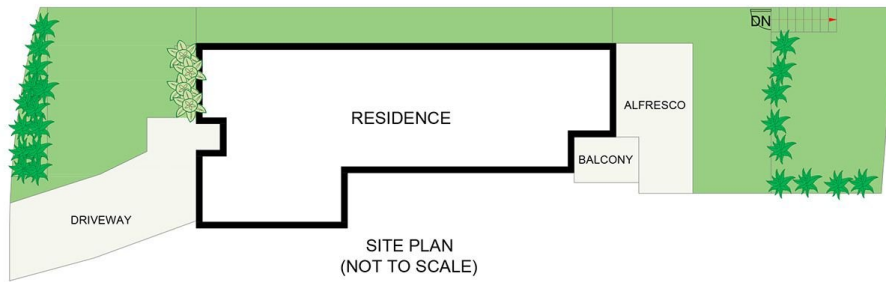 DN
ALFRESCO
RESIDENCE
BALCONY
DRIVEWAY
SITE PLAN
(NOT TO SCALE)